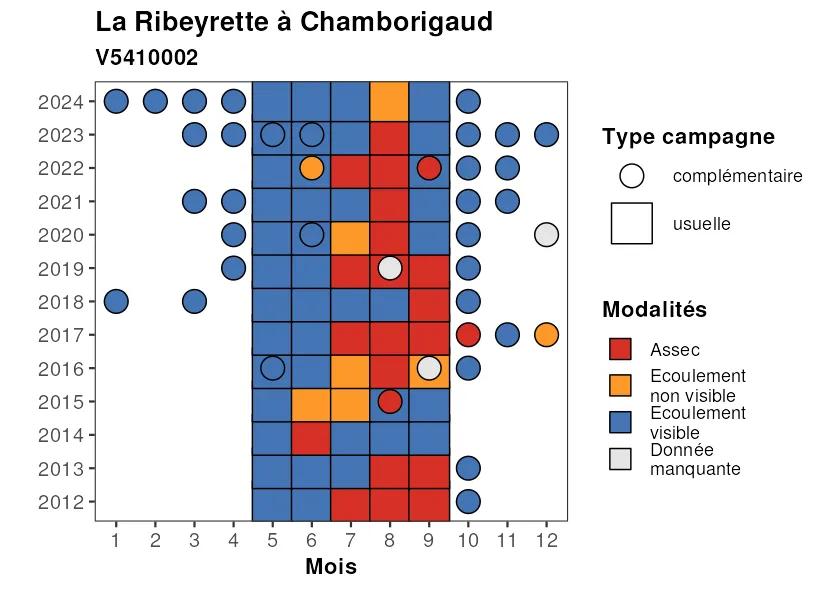 La Ribeyrette à Chamborigaud
V5410002
2024
2023
2022
2021
2020
2019
2018
2017
2016
2015
2014
2013
2012
1 2 3 4 5 6 7 8 9 10 11 12
Mois
Type campagne
complémentaire
usuelle
Modalités
Assec
Ecoulement
non visible
Ecoulement
visible
Donnée
manquante